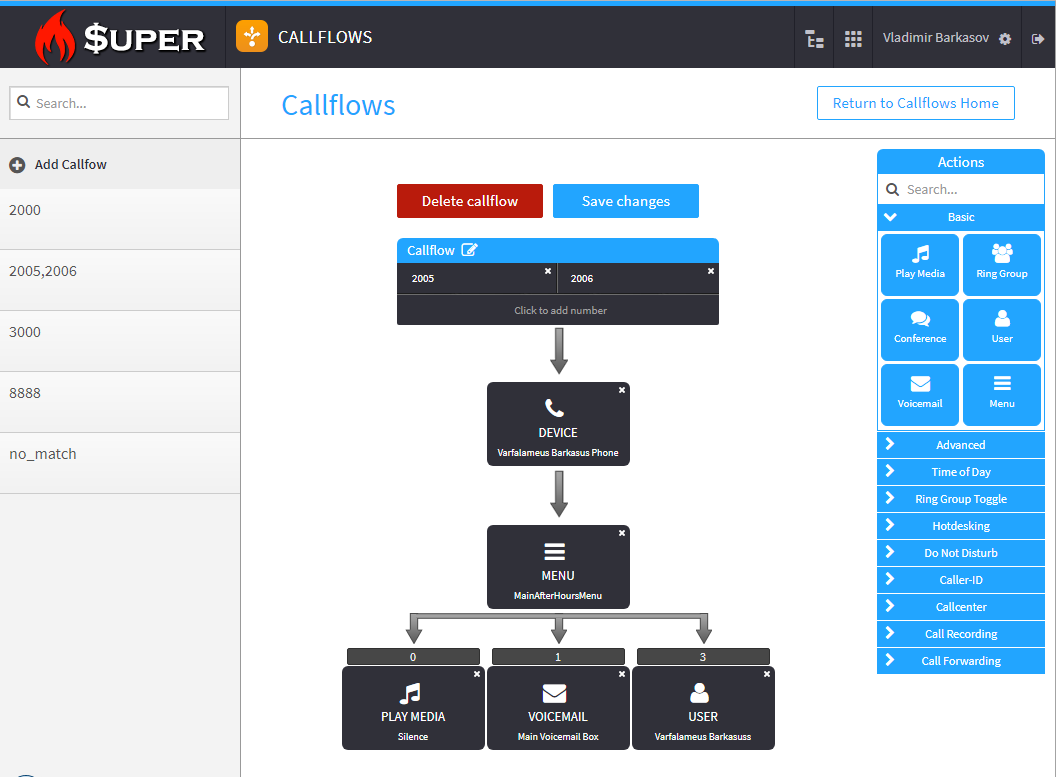 $UPER
CALLFLOWS
Vladimir Barkasov
Search...
Callflows
Return to Callflows Home
Add Callfow
2000
2005,2006
3000
8888
no_match
Delete callflow
Save changes
Callflow
2005
2006
Click to add number
DEVICE
Varfalameus Barkasus Phone
MENU
MainAfterHoursMenu
0
1
3
PLAY MEDIA
Silence
VOICEMAIL
Main Voicemail Box
USER
Varfalameus Barkasuss
Actions
Search...
Basic
Play Media
Ring Group
Conference
User
Voicemail
Menu
Advanced
Time of Day
Ring Group Toggle
Hotdesking
Do Not Disturb
Caller-ID
Callcenter
Call Recording
Call Forwarding